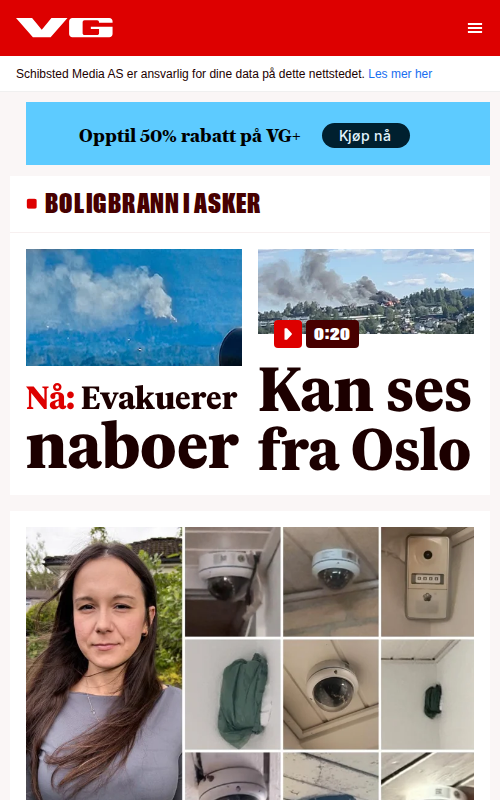 VG
Schibsted Media AS er ansvarlig for dine data på dette nettstedet. Les mer her
Opptil 50% rabatt på VG+
Kjøp nå
BOLIGBRANN I ASKER
Nå: Evakuerer
naboer
0:20
Kan ses
fra Oslo